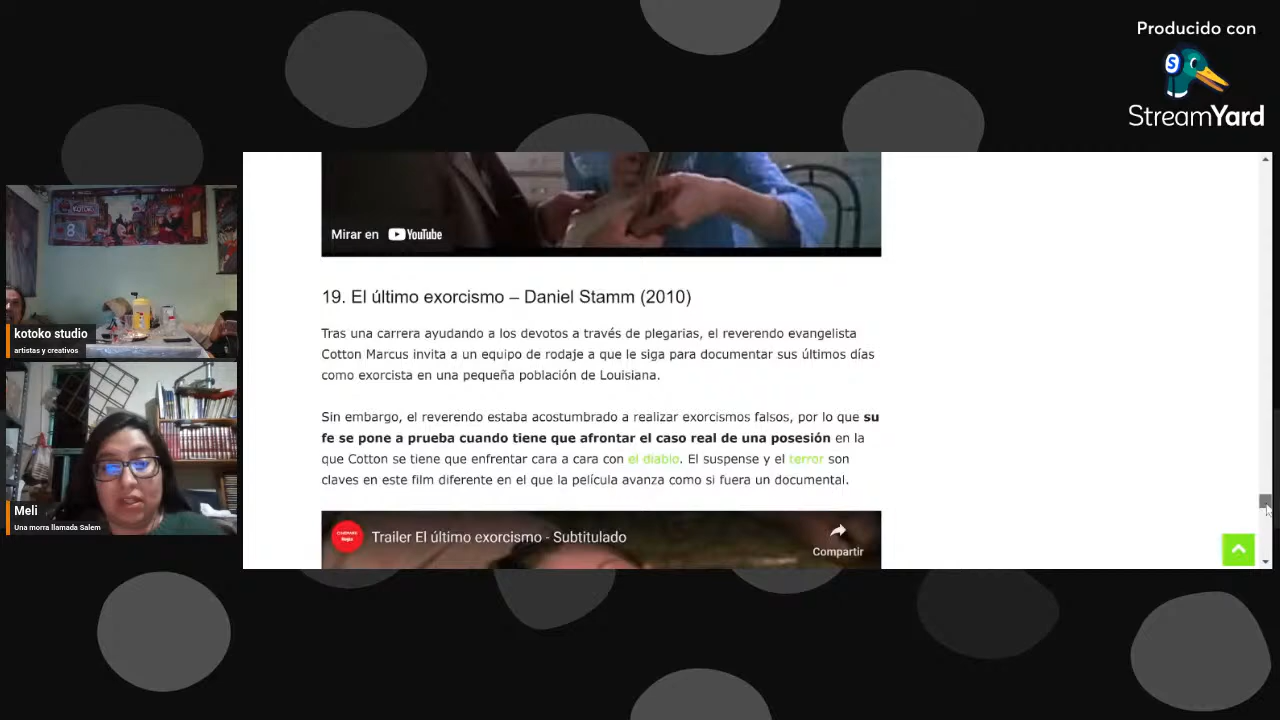 Producido con
StreamYard
Mirar en YouTube
19. El último exorcismo – Daniel Stamm (2010)
Tras una carrera ayudando a los devotos a través de plegarias, el reverendo evangelista
Cotton Marcus invita a un equipo de rodaje a que le siga para documentar sus últimos días
como exorcista en una pequeña población de Louisiana.
Sin embargo, el reverendo estaba acostumbrado a realizar exorcismos falsos, por lo que su
fe se pone a prueba cuando tiene que afrontar el caso real de una posesión en la
que Cotton se tiene que enfrentar cara a cara con el diablo. El suspense y el terror son
claves en este film diferente en el que la película avanza como si fuera un documental.
Trailer El último exorcismo - Subtitulado
Compartir
kotoko studio
artistas y creativos
Meli
Una morra llamada Salem